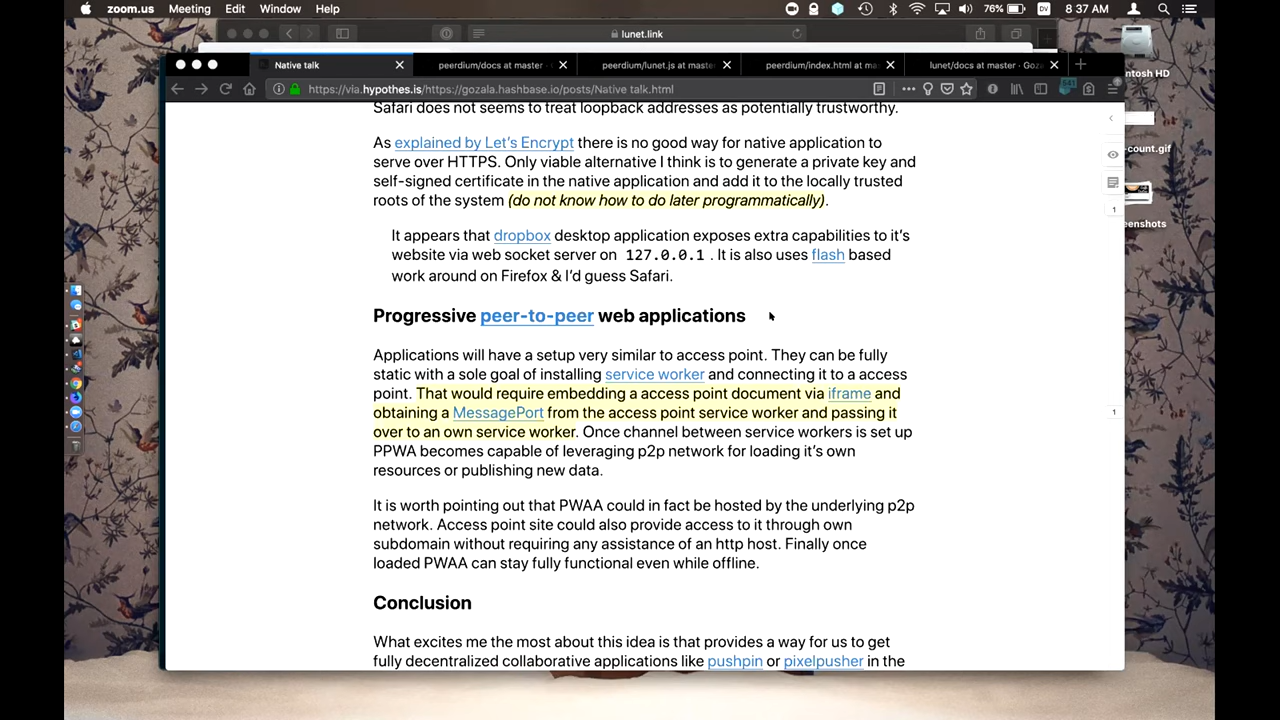 zoom.us Meeting Edit Window Help 76% DV 8:37 AM
lunet.link
Native talk peerdium/docs at master · peerdium/lunet.js at master peerdium/index.html at mas lunet/docs at master · Goz
https://via.hypothes.is/https://gozala.hashbase.io/posts/Native talk.html
Safari does not seems to treat loopback addresses as potentially trustworthy.
As explained by Let's Encrypt there is no good way for native application to
serve over HTTPS. Only viable alternative I think is to generate a private key and
self-signed certificate in the native application and add it to the locally trusted
roots of the system (do not know how to do later programmatically).
It appears that dropbox desktop application exposes extra capabilities to it's
website via web socket server on 127.0.0.1 . It is also uses flash based
work around on Firefox & I'd guess Safari.
Progressive peer-to-peer web applications
Applications will have a setup very similar to access point. They can be fully
static with a sole goal of installing service worker and connecting it to a access
point. That would require embedding a access point document via iframe and
obtaining a MessagePort from the access point service worker and passing it
over to an own service worker. Once channel between service workers is set up
PPWA becomes capable of leveraging p2p network for loading it's own
resources or publishing new data.
It is worth pointing out that PWAA could in fact be hosted by the underlying p2p
network. Access point site could also provide access to it through own
subdomain without requiring any assistance of an http host. Finally once
loaded PWAA can stay fully functional even while offline.
Conclusion
What excites me the most about this idea is that provides a way for us to get
fully decentralized collaborative applications like pushpin or pixelpusher in the
1
1
ntosh HD
-count.gif
eenshots